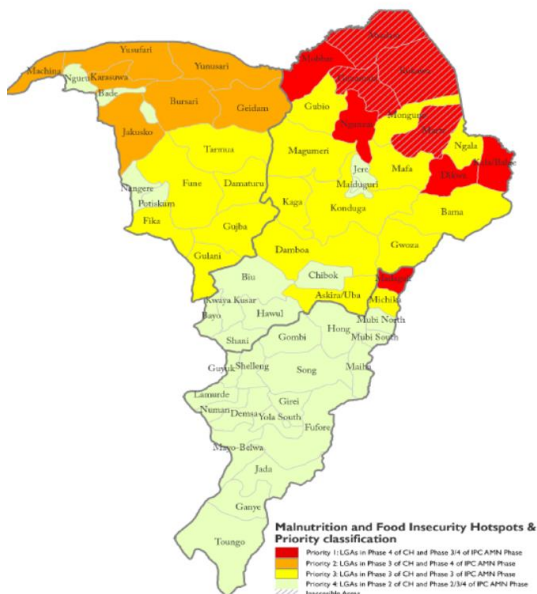 Yusufari
Machina
Nguru
Karasuwa
Yunusari
Bade
Bursari
Geidam
Jakusko
Gubio
Monguno
Ngala
Tarmua
Magumeri
Mafa
Jere
Maiduguri
Nangere
Fune
Damaturu
Potiskum
Kaga
Konduga
Bama
Fika
Gujba
Gulani
Damboa
Gwoza
Biu
Chibok
Askira/Uba
Michika
Kwaya Kusar
Bayo
Hawul
Mubi North
Hong
Mubi South
Shani
Gombi
Guyuk
Shelleng
Song
Maiha
Lamurde
Girei
Numan
Demsa
Yola South
Fufore
Mayo-Belwa
Jada
Ganye
Toungo
Malnutrition and Food Insecurity Hotspots &
Priority classification
Priority 1: LGAs in Phase 4 of CH and Phase 3/4 of IPC AMN Phase
Priority 2: LGAs in Phase 3 of CH and Phase 4 of IPC AMN Phase
Priority 3: LGAs in Phase 3 of CH and Phase 3 of IPC AMN Phase
Priority 4: LGAs in Phase 2 of CH and Phase 2/3/4 of IPC AMN Phase